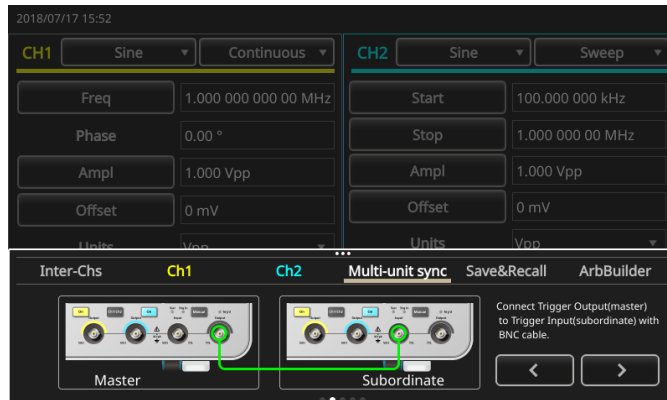 2018/07/17 15:52
CH1 Sine Continuous
CH2 Sine Sweep
Freq 1.000 000 000 00 MHz
Start 100.000 000 kHz
Phase 0.00 °
Stop 1.000 000 00 MHz
Ampl 1.000 Vpp
Ampl 1.000 Vpp
Offset 0 mV
Offset 0 mV
Units Vpp
Units Vpp
Inter-Chs Ch1 Ch2 Multi-unit sync Save&Recall ArbBuilder
Connect Trigger Output(master)
to Trigger Input(subordinate) with
BNC cable.
Master
Subordinate